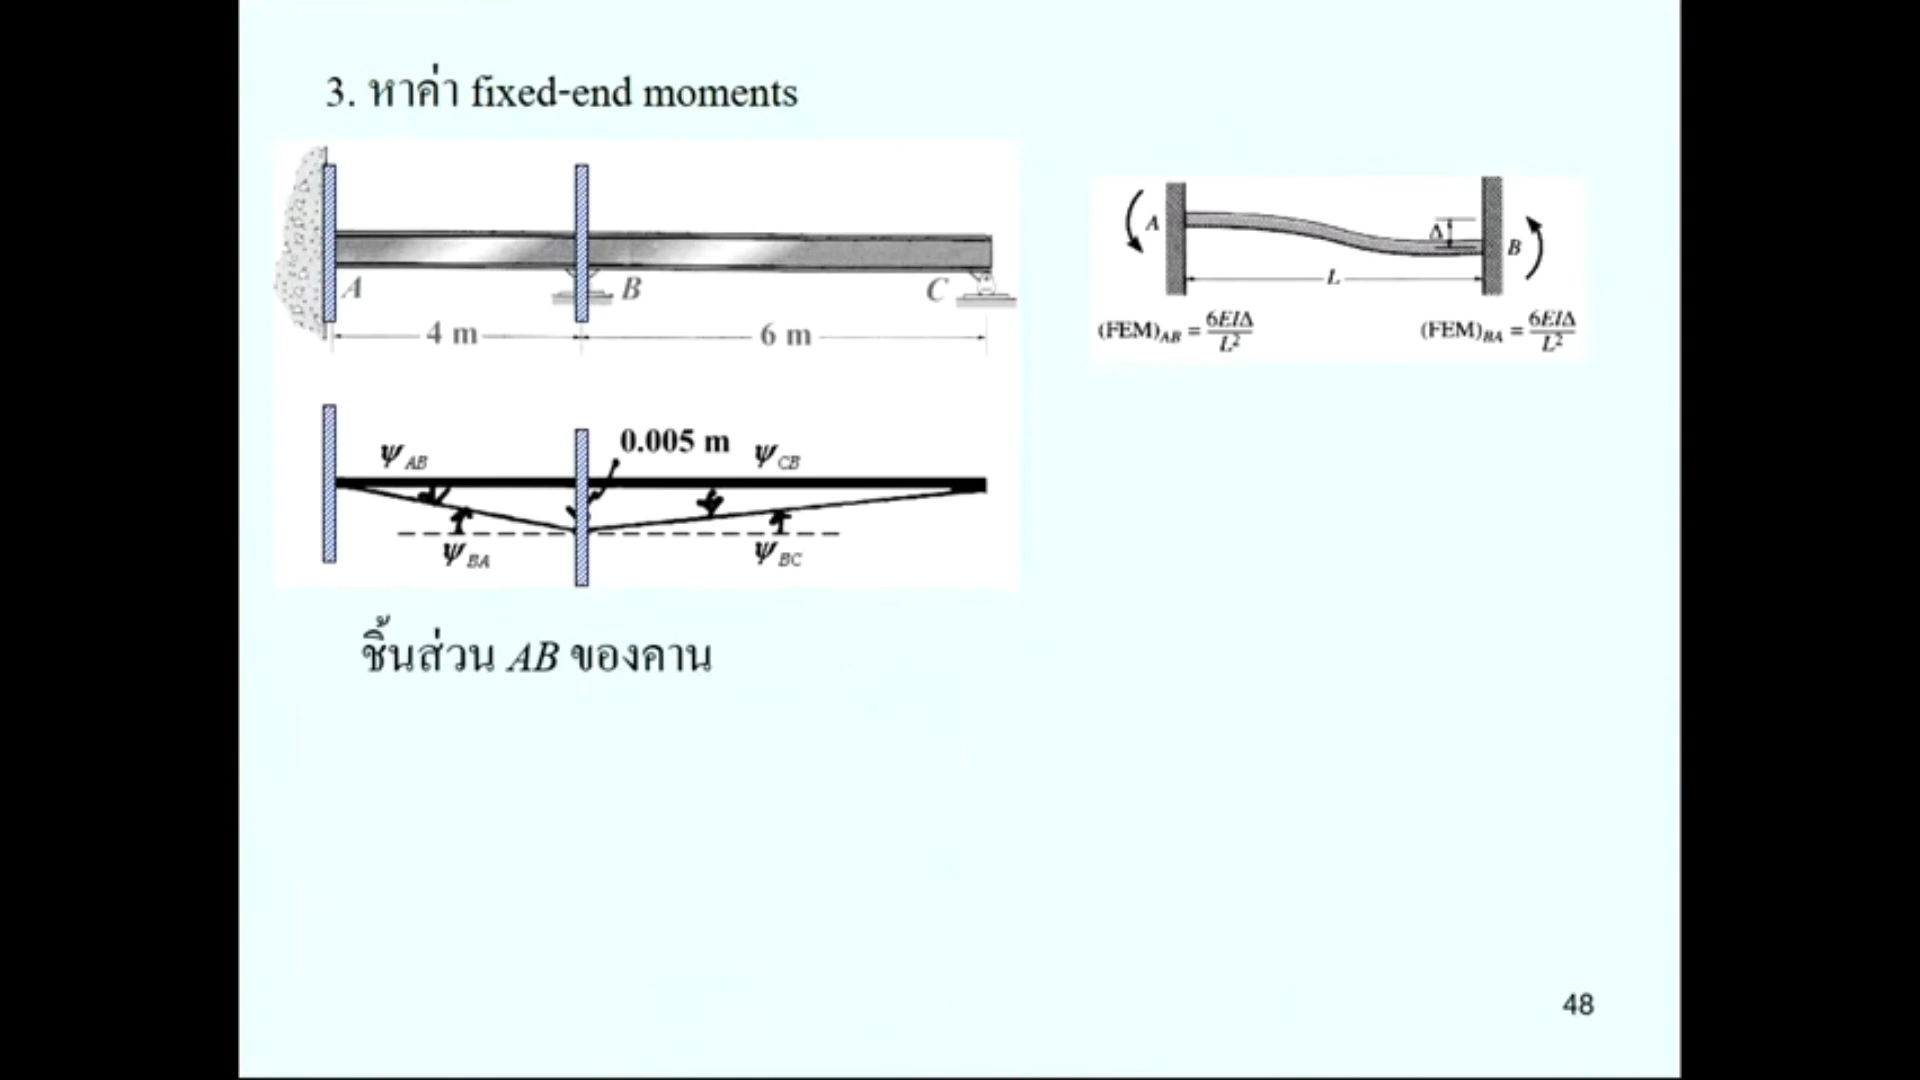 3. หาค่า fixed-end moments
A
B
C
4 m
6 m
A
Δ
B
L
(FEM)AB = 6EIΔ/L²
(FEM)BA = 6EIΔ/L²
0.005 m
ψAB
ψCB
ψBA
ψBC
ชิ้นส่วน AB ของคาน
48